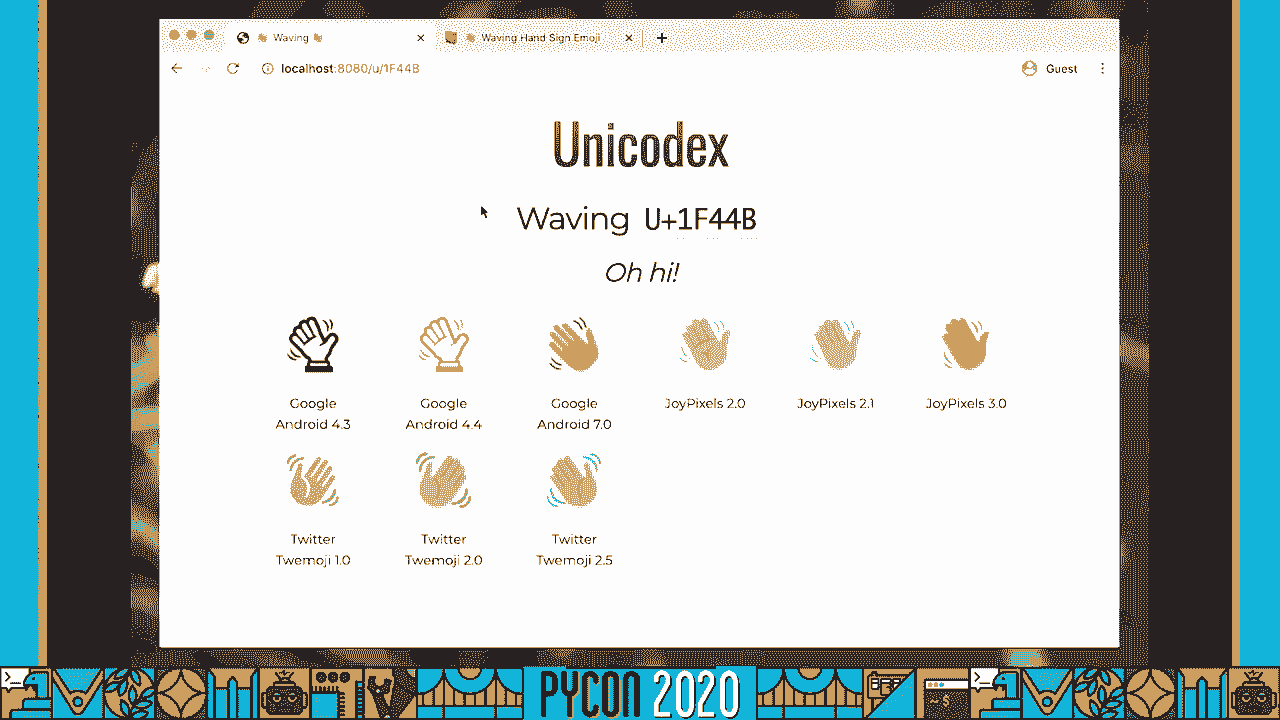 👋 Waving 👋
👋 Waving Hand Sign Emoji
localhost:8080/u/1F44B
Guest
Unicodex
Waving U+1F44B
Oh hi!
Google Android 4.3
Google Android 4.4
Google Android 7.0
JoyPixels 2.0
JoyPixels 2.1
JoyPixels 3.0
Twitter Twemoji 1.0
Twitter Twemoji 2.0
Twitter Twemoji 2.5
PYCON 2020